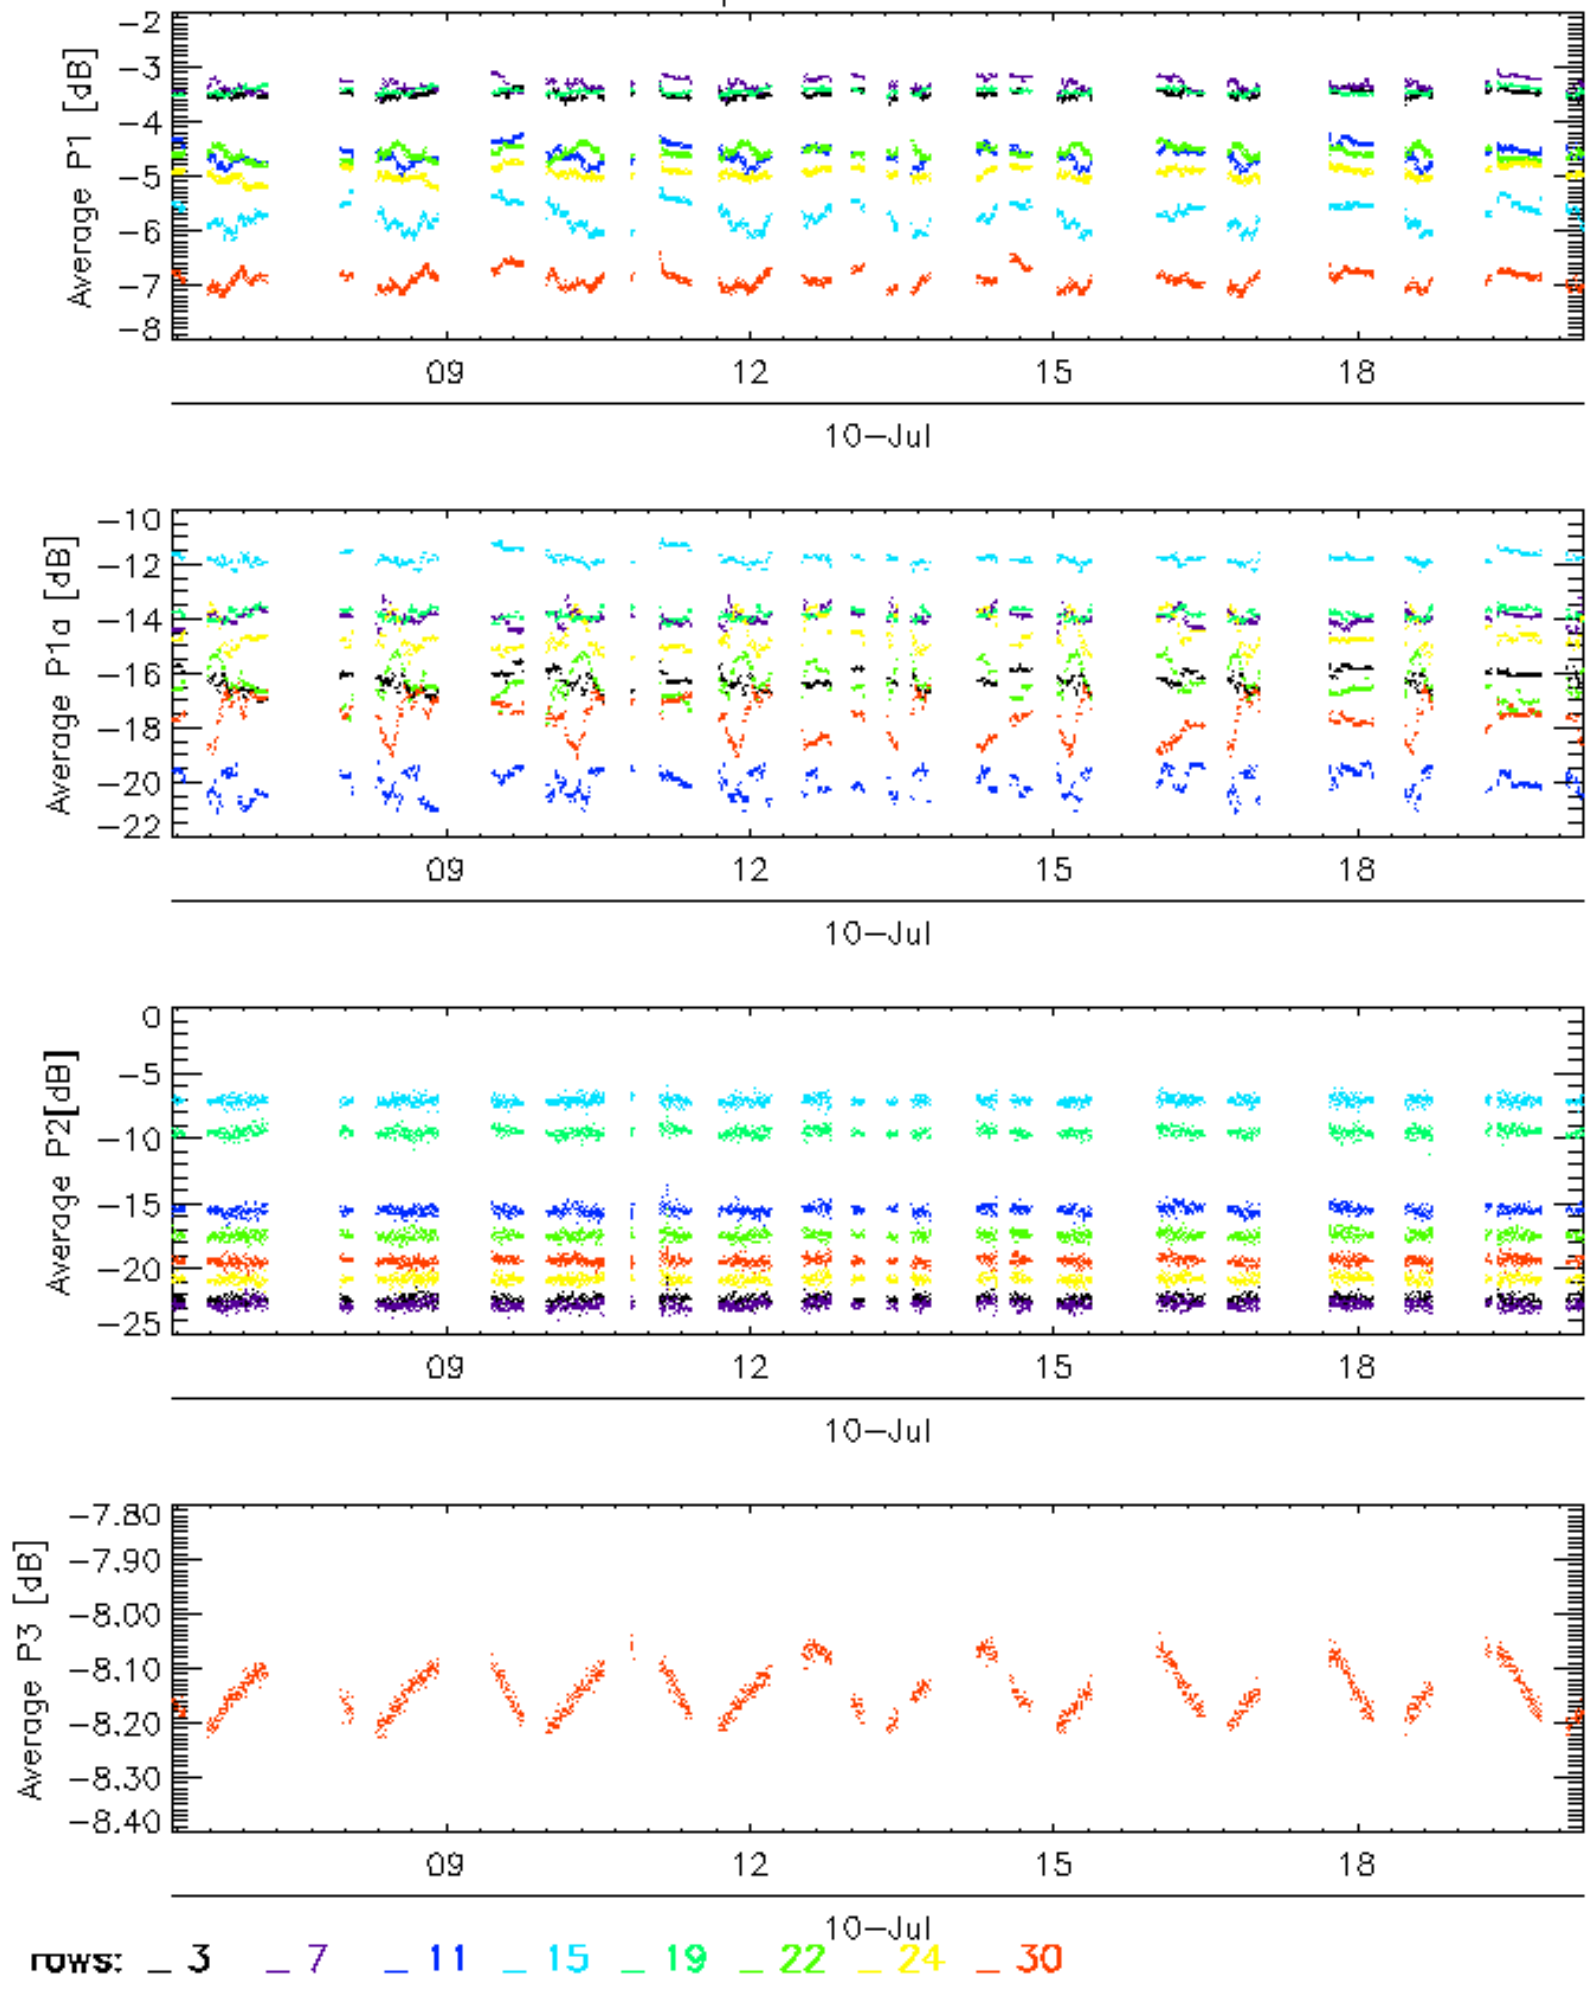 Average P1 [dB]
-2
-3
-4
-5
-6
-7
-8
09 12 15 18
10-Jul
Average P1a [dB]
-10
-12
-14
-16
-18
-20
-22
09 12 15 18
10-Jul
Average P2[dB]
0
-5
-10
-15
-20
-25
09 12 15 18
10-Jul
Average P3 [dB]
-7.80
-7.90
-8.00
-8.10
-8.20
-8.30
-8.40
09 12 15 18
10-Jul
rows: _ 3 _ 7 _ 11 _ 15 _ 19 _ 22 _ 24 _ 30